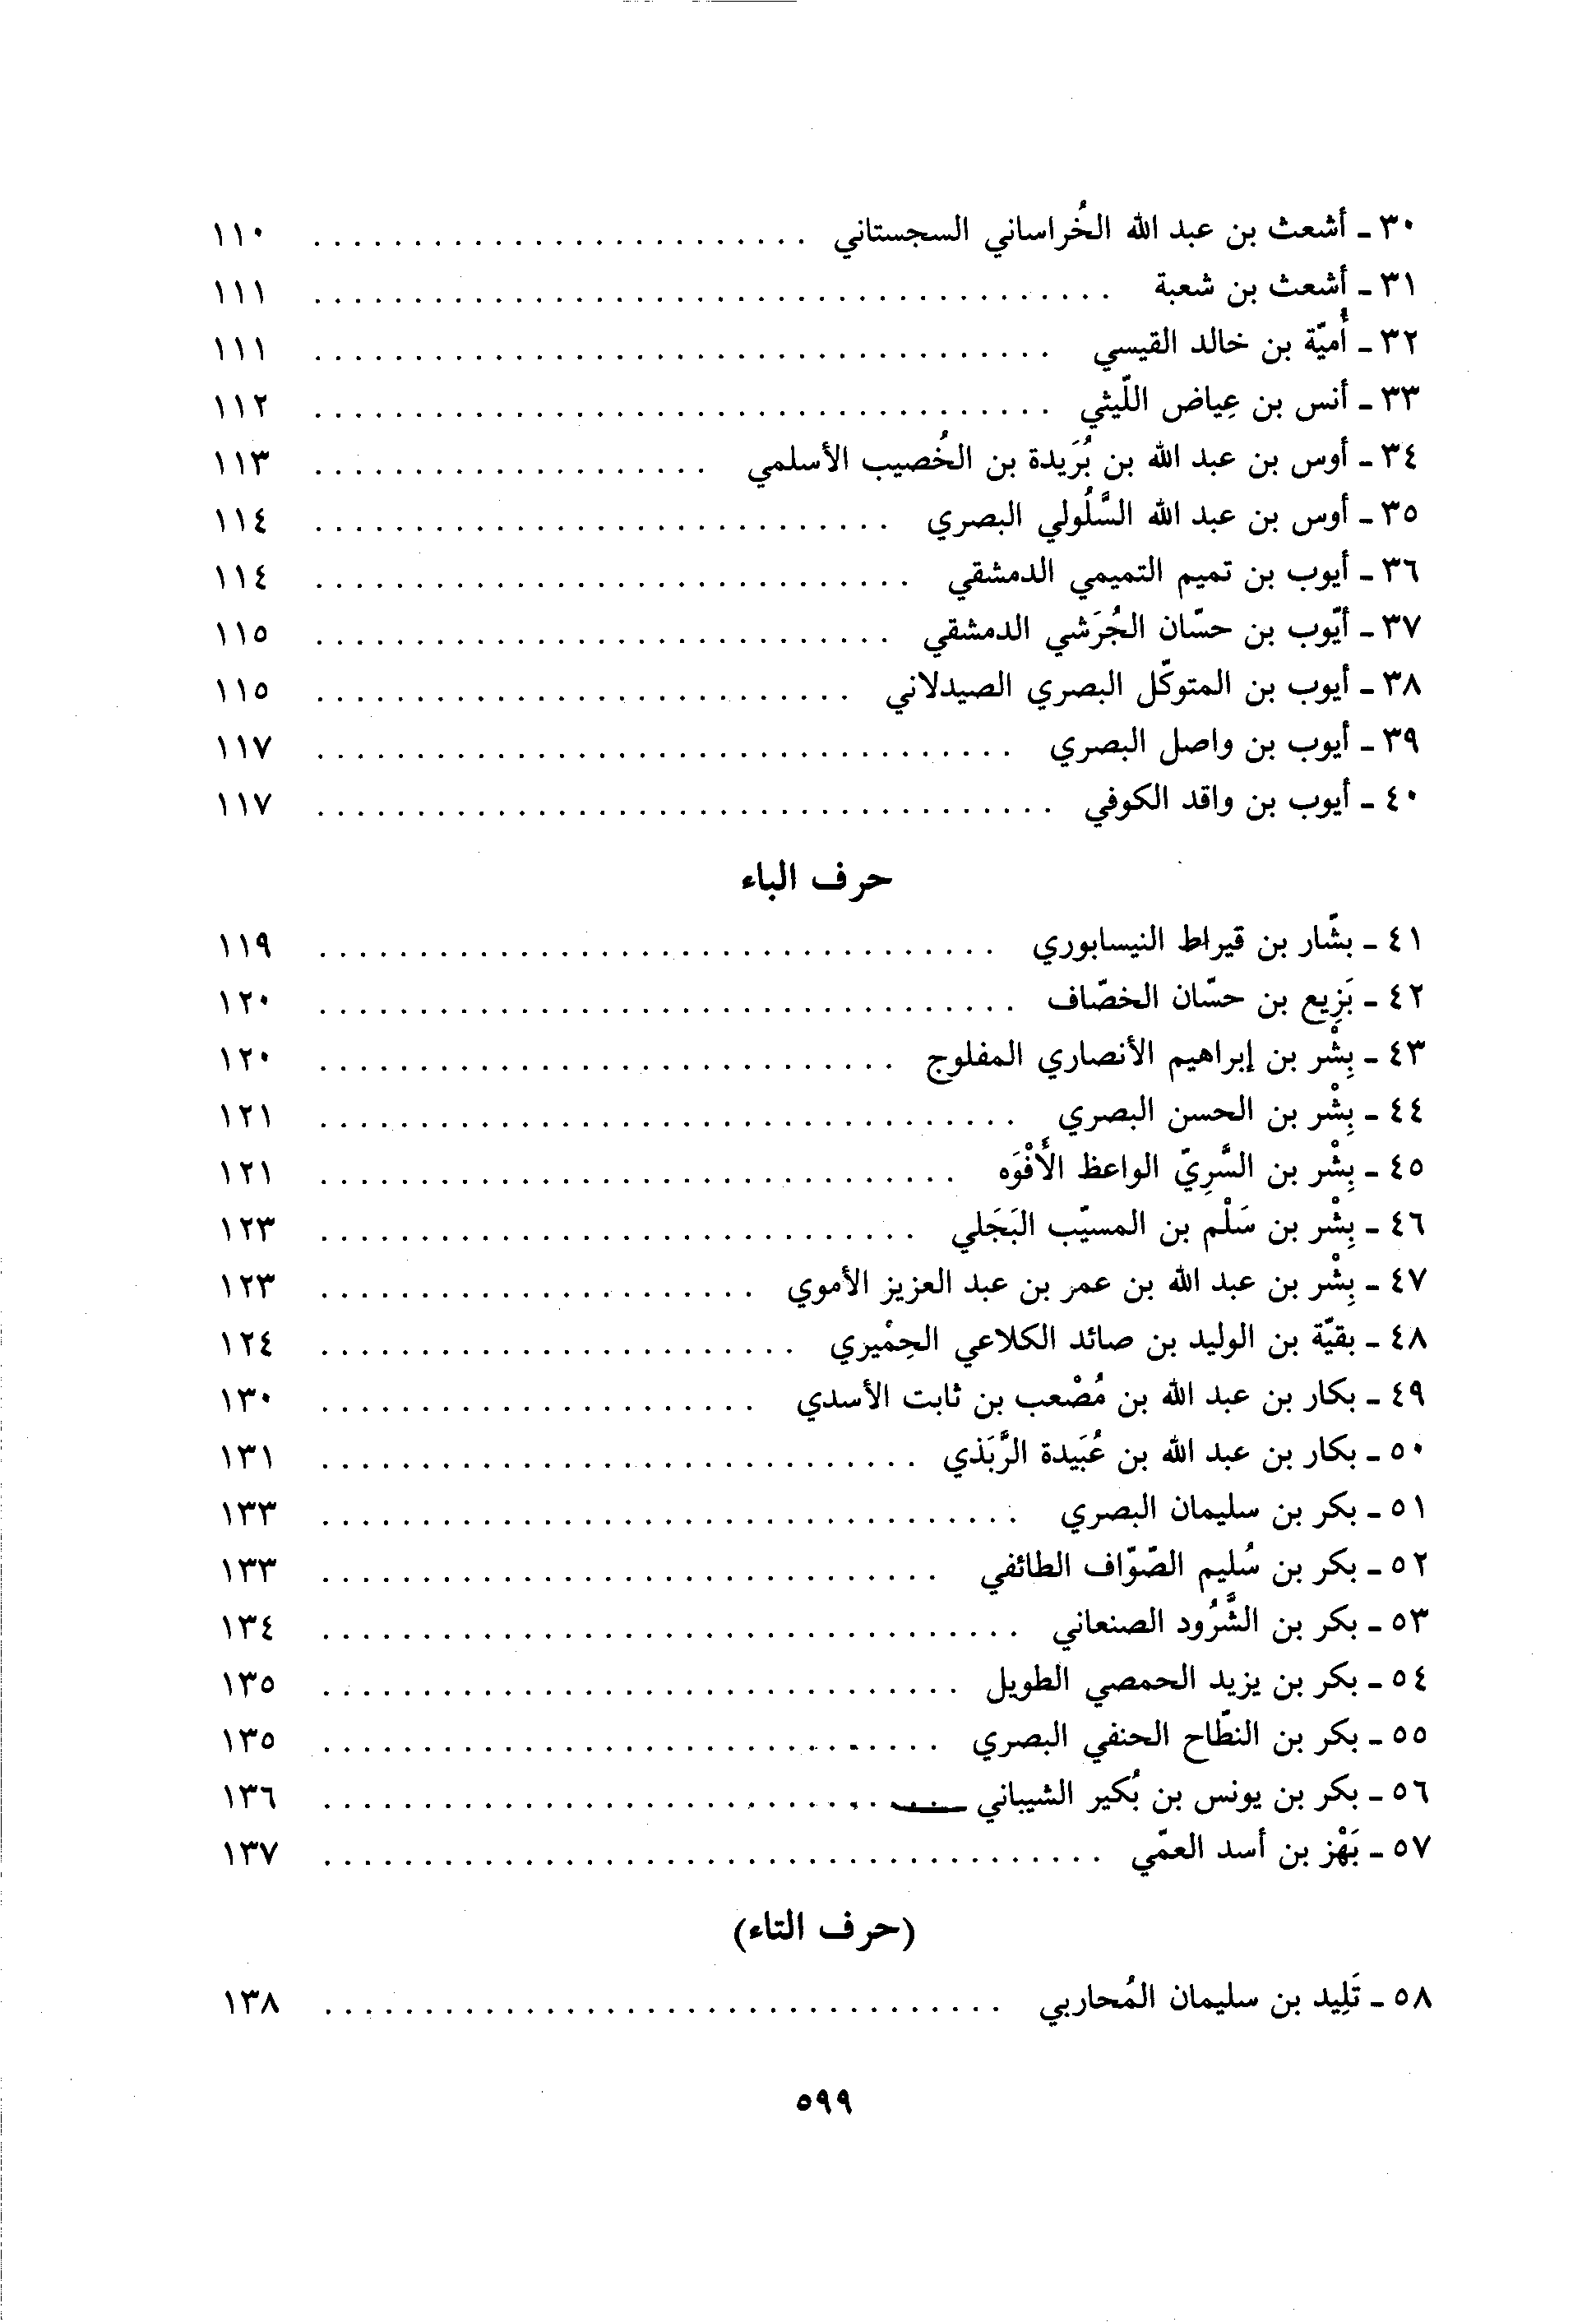 ٣٠ - أشعث بن عبد الله الخُراساني السجستاني . . . . . . . . . . . . . . . . . . . . . . . . . ١١٠
٣١ - أشعث بن شعبة . . . . . . . . . . . . . . . . . . . . . . . . . . . . . . . . . . . . . . . . ١١١
٣٢ - أُميّة بن خالد القيسي . . . . . . . . . . . . . . . . . . . . . . . . . . . . . . . . . . . . . ١١١
٣٣ - أنس بن عِياض اللّيثي . . . . . . . . . . . . . . . . . . . . . . . . . . . . . . . . . . . . . ١١٢
٣٤ - أوس بن عبد الله بن بُرَيدة بن الخُصيب الأسلمي . . . . . . . . . . . . . . . . . . . . ١١٣
٣٥ - أوس بن عبد الله السَّلُولي البصري . . . . . . . . . . . . . . . . . . . . . . . . . . . . . ١١٤
٣٦ - أيوب بن تميم التميمي الدمشقي . . . . . . . . . . . . . . . . . . . . . . . . . . . . . . ١١٤
٣٧ - أيّوب بن حسّان الجُرَشي الدمشقي . . . . . . . . . . . . . . . . . . . . . . . . . . . . . ١١٥
٣٨ - أيوب بن المتوكّل البصري الصيدلاني . . . . . . . . . . . . . . . . . . . . . . . . . . . ١١٥
٣٩ - أيوب بن واصل البصري . . . . . . . . . . . . . . . . . . . . . . . . . . . . . . . . . . . ١١٧
٤٠ - أيوب بن واقد الكوفي . . . . . . . . . . . . . . . . . . . . . . . . . . . . . . . . . . . . . ١١٧
حرف الباء
٤١ - بشّار بن قيراط النيسابوري . . . . . . . . . . . . . . . . . . . . . . . . . . . . . . . . . . ١١٩
٤٢ - بَزِيع بن حسّان الخصّاف . . . . . . . . . . . . . . . . . . . . . . . . . . . . . . . . . . . ١٢٠
٤٣ - بِشْر بن إبراهيم الأنصاري المفلوج . . . . . . . . . . . . . . . . . . . . . . . . . . . . . ١٢٠
٤٤ - بِشْر بن الحسن البصري . . . . . . . . . . . . . . . . . . . . . . . . . . . . . . . . . . . ١٢١
٤٥ - بِشْر بن السَّرِيّ الواعظ الأَفْوَه . . . . . . . . . . . . . . . . . . . . . . . . . . . . . . . . ١٢١
٤٦ - بِشْر بن سَلْم بن المسيّب البَجَلي . . . . . . . . . . . . . . . . . . . . . . . . . . . . . . ١٢٣
٤٧ - بِشْر بن عبد الله بن عمر بن عبد العزيز الأموي . . . . . . . . . . . . . . . . . . . . . . ١٢٣
٤٨ - بقيّة بن الوليد بن صائد الكلاعي الحِمْيري . . . . . . . . . . . . . . . . . . . . . . . . ١٢٤
٤٩ - بكار بن عبد الله بن مُصْعب بن ثابت الأسدي . . . . . . . . . . . . . . . . . . . . . . ١٣٠
٥٠ - بكار بن عبد الله بن عُبَيدة الرَّبَذي . . . . . . . . . . . . . . . . . . . . . . . . . . . . . . ١٣١
٥١ - بكر بن سليمان البصري . . . . . . . . . . . . . . . . . . . . . . . . . . . . . . . . . . . ١٣٣
٥٢ - بكر بن سُليم الصّوّاف الطائفي . . . . . . . . . . . . . . . . . . . . . . . . . . . . . . . ١٣٣
٥٣ - بكر بن الشَّرُود الصنعاني . . . . . . . . . . . . . . . . . . . . . . . . . . . . . . . . . . . ١٣٤
٥٤ - بكر بن يزيد الحمصي الطويل . . . . . . . . . . . . . . . . . . . . . . . . . . . . . . . . ١٣٥
٥٥ - بكر بن النطّاح الحنفي البصري . . . . . . . . . . . . . . . . . . . . . . . . . . . . . . . ١٣٥
٥٦ - بكر بن يونس بن بُكير الشيباني . . . . . . . . . . . . . . . . . . . . . . . . . . . . . . . ١٣٦
٥٧ - بَهْز بن أسد العمّي . . . . . . . . . . . . . . . . . . . . . . . . . . . . . . . . . . . . . . . ١٣٧
(حرف التاء)
٥٨ - تَلِيد بن سليمان المُحاربي . . . . . . . . . . . . . . . . . . . . . . . . . . . . . . . . . . ١٣٨
٥٩٩